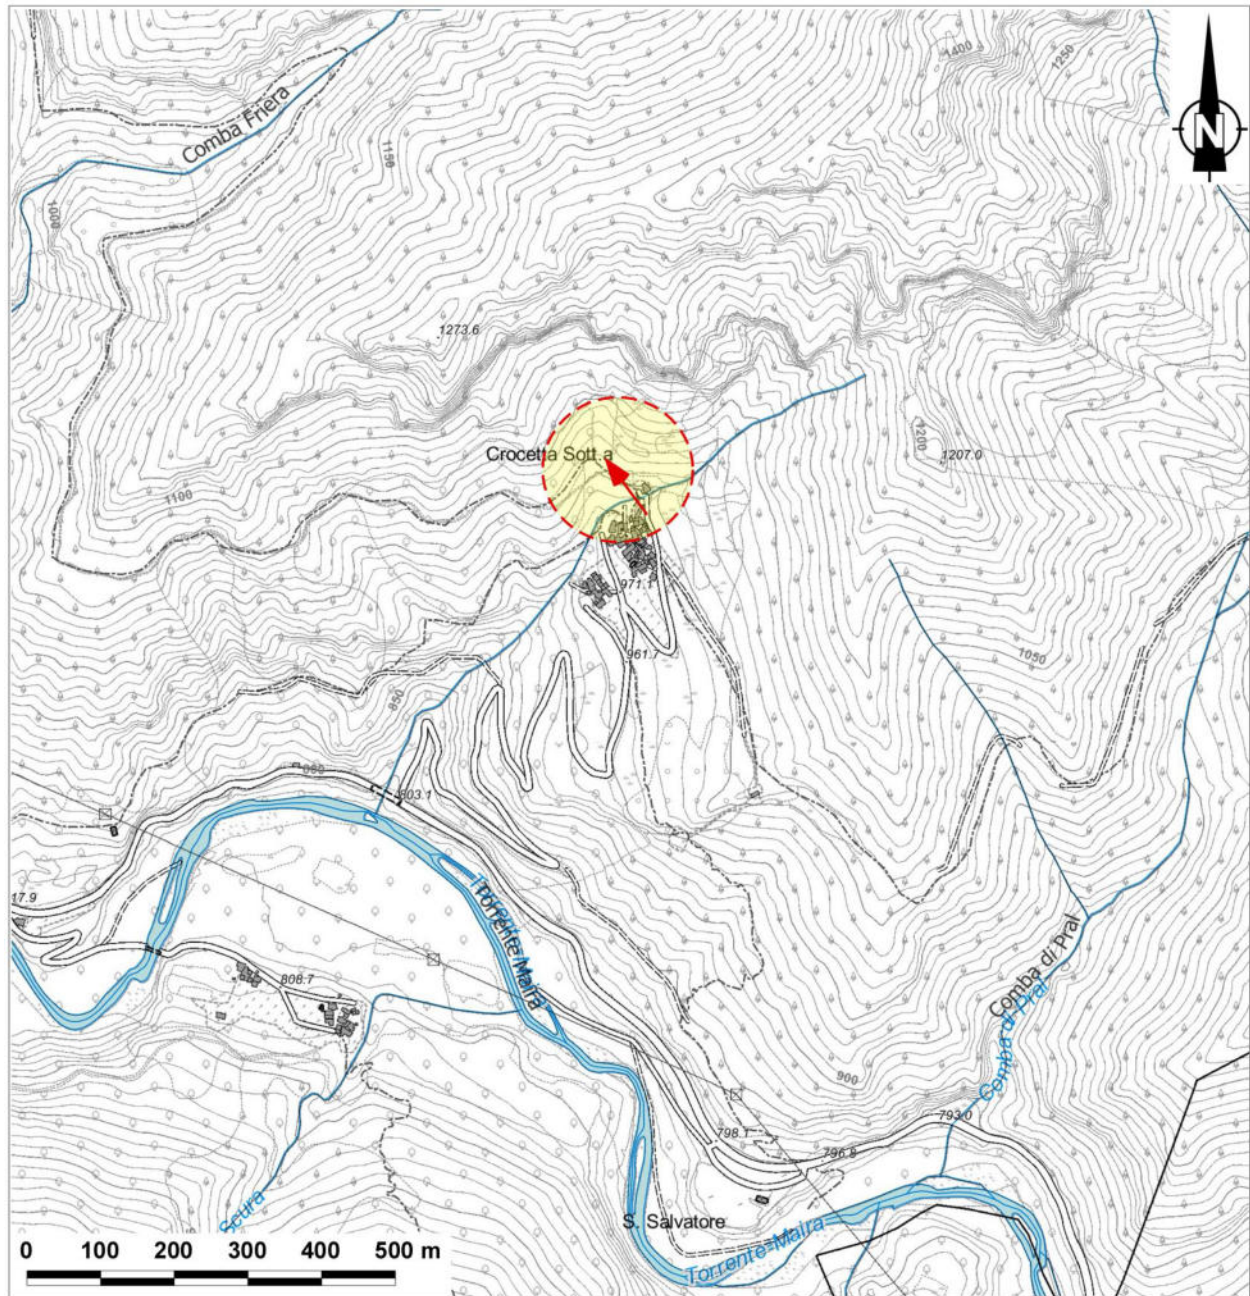 1400
1250
N
Comba Friera
1150
1000
1273.6
1200
1207.0
Crocetta Sott.a
1100
971.1
961.7
1050
850
803.1
17.9
Torrente Maira
Torrente Maira
808.7
Comba di Pral
Comba di Pral
900
793.0
798.1
796.8
Scura
S. Salvatore
Torrente Maira
0 100 200 300 400 500 m